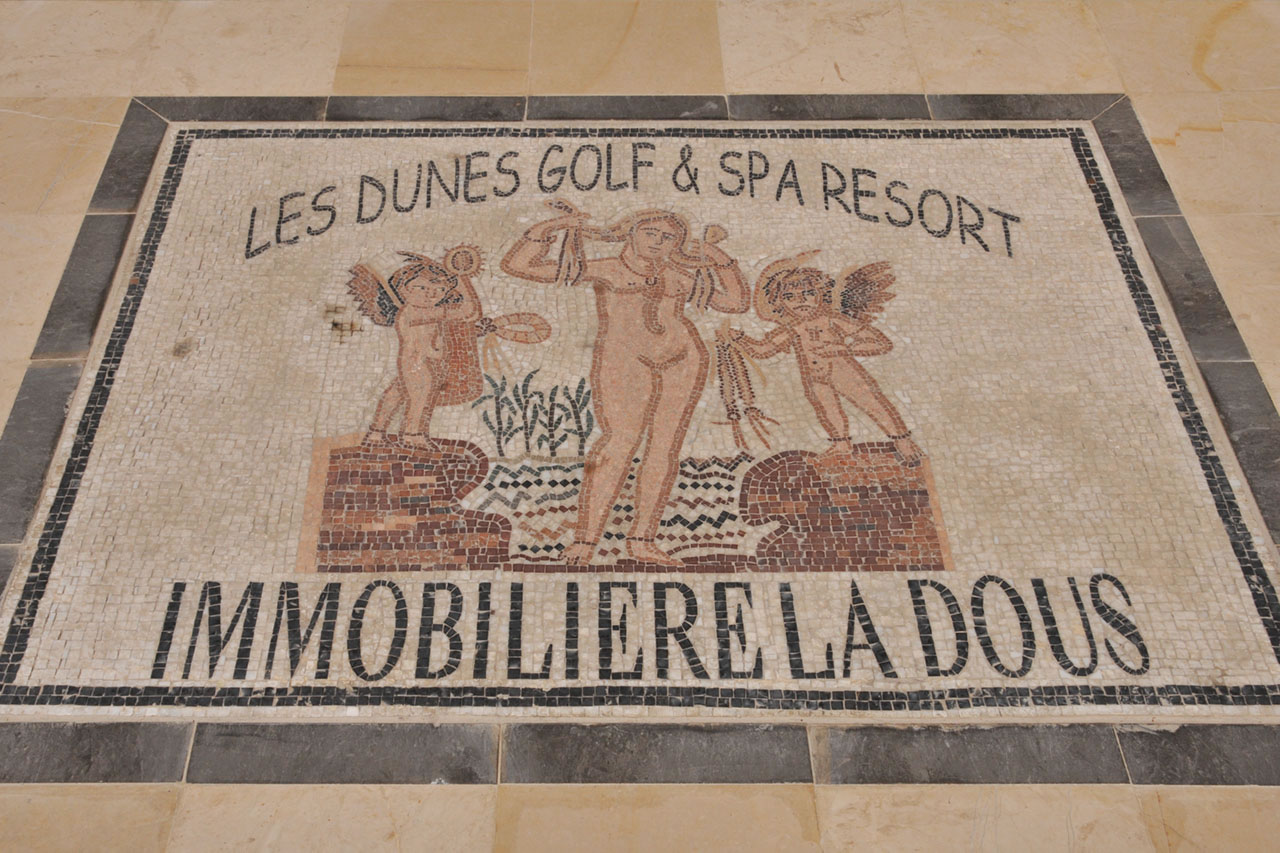 LES DUNES GOLF & SPA RESORT
IMMOBILIERE LA DOUS